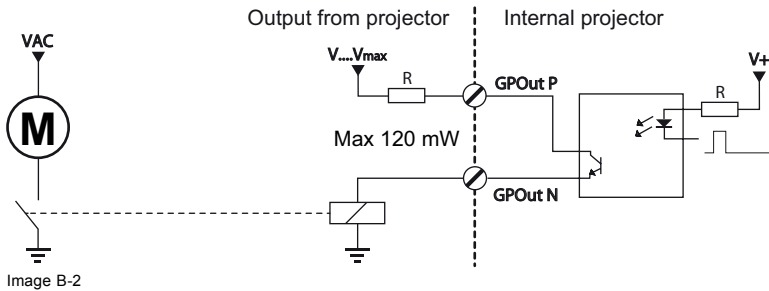 Output from projector
Internal projector
VAC
V....Vmax
R
GPOut P
V+
R
M
Max 120 mW
GPOut N
Image B-2